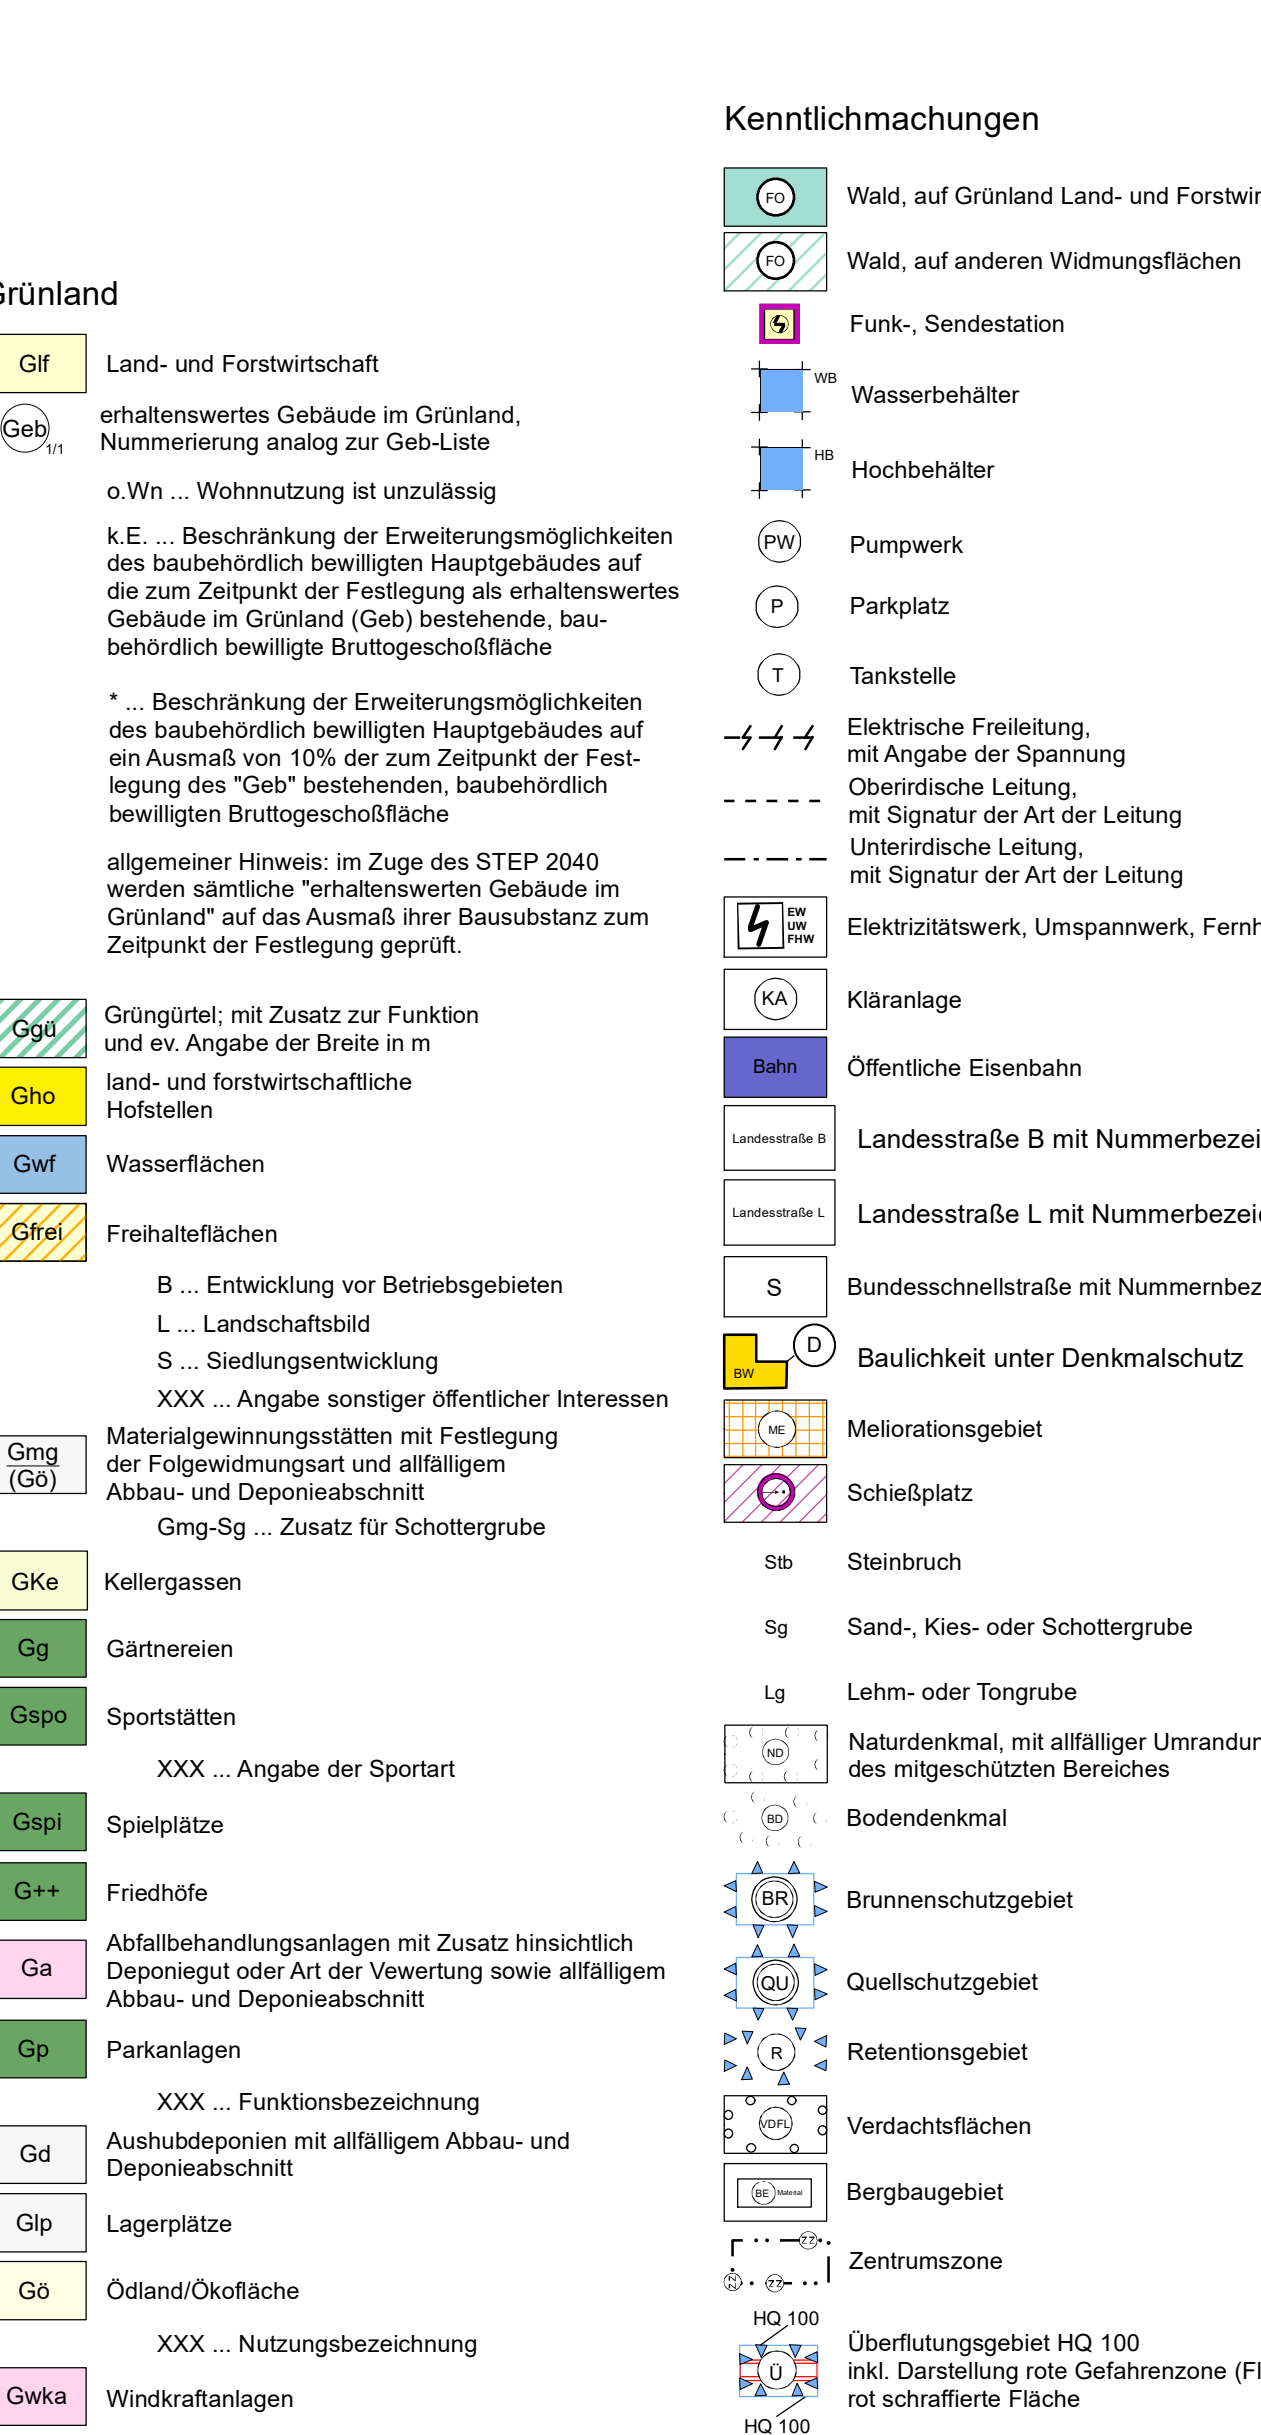 Grünland
Glf
Land- und Forstwirtschaft
Geb 1/1
erhaltenswertes Gebäude im Grünland,
Nummerierung analog zur Geb-Liste
o.Wn ... Wohnnutzung ist unzulässig
k.E. ... Beschränkung der Erweiterungsmöglichkeiten
des baubehördlich bewilligten Hauptgebäudes auf
die zum Zeitpunkt der Festlegung als erhaltenswertes
Gebäude im Grünland (Geb) bestehende, bau-
behördlich bewilligte Bruttogeschoßfläche
* ... Beschränkung der Erweiterungsmöglichkeiten
des baubehördlich bewilligten Hauptgebäudes auf
ein Ausmaß von 10% der zum Zeitpunkt der Fest-
legung des "Geb" bestehenden, baubehördlich
bewilligten Bruttogeschoßfläche
allgemeiner Hinweis: im Zuge des STEP 2040
werden sämtliche "erhaltenswerten Gebäude im
Grünland" auf das Ausmaß ihrer Bausubstanz zum
Zeitpunkt der Festlegung geprüft.
Ggü
Grüngürtel; mit Zusatz zur Funktion
und ev. Angabe der Breite in m
Gho
land- und forstwirtschaftliche
Hofstellen
Gwf
Wasserflächen
Gfrei
Freihalteflächen
B ... Entwicklung vor Betriebsgebieten
L ... Landschaftsbild
S ... Siedlungsentwicklung
XXX ... Angabe sonstiger öffentlicher Interessen
Gmg
(Gö)
Materialgewinnungsstätten mit Festlegung
der Folgewidmungsart und allfälligem
Abbau- und Deponieabschnitt
Gmg-Sg ... Zusatz für Schottergrube
GKe
Kellergassen
Gg
Gärtnereien
Gspo
Sportstätten
XXX ... Angabe der Sportart
Gspi
Spielplätze
G++
Friedhöfe
Ga
Abfallbehandlungsanlagen mit Zusatz hinsichtlich
Deponiegut oder Art der Vewertung sowie allfälligem
Abbau- und Deponieabschnitt
Gp
Parkanlagen
XXX ... Funktionsbezeichnung
Gd
Aushubdeponien mit allfälligem Abbau- und
Deponieabschnitt
Glp
Lagerplätze
Gö
Ödland/Ökofläche
XXX ... Nutzungsbezeichnung
Gwka
Windkraftanlagen
Kenntlichmachungen
FO
Wald, auf Grünland Land- und Forstwir
FO
Wald, auf anderen Widmungsflächen
Funk-, Sendestation
WB
Wasserbehälter
HB
Hochbehälter
PW
Pumpwerk
P
Parkplatz
T
Tankstelle
Elektrische Freileitung,
mit Angabe der Spannung
Oberirdische Leitung,
mit Signatur der Art der Leitung
Unterirdische Leitung,
mit Signatur der Art der Leitung
EW
UW
FHW
Elektrizitätswerk, Umspannwerk, Fernh
KA
Kläranlage
Bahn
Öffentliche Eisenbahn
Landesstraße B
Landesstraße B mit Nummerbezei
Landesstraße L
Landesstraße L mit Nummerbezei
S
Bundesschnellstraße mit Nummernbez
BW
D
Baulichkeit unter Denkmalschutz
ME
Meliorationsgebiet
Schießplatz
Stb
Steinbruch
Sg
Sand-, Kies- oder Schottergrube
Lg
Lehm- oder Tongrube
ND
Naturdenkmal, mit allfälliger Umrandun
des mitgeschützten Bereiches
BD
Bodendenkmal
BR
Brunnenschutzgebiet
QU
Quellschutzgebiet
R
Retentionsgebiet
VDFL
Verdachtsflächen
BE Material
Bergbaugebiet
ZZ
ZZ
ZZ
Zentrumszone
HQ 100
Ü
HQ 100
Überflutungsgebiet HQ 100
inkl. Darstellung rote Gefahrenzone (Fl
rot schraffierte Fläche